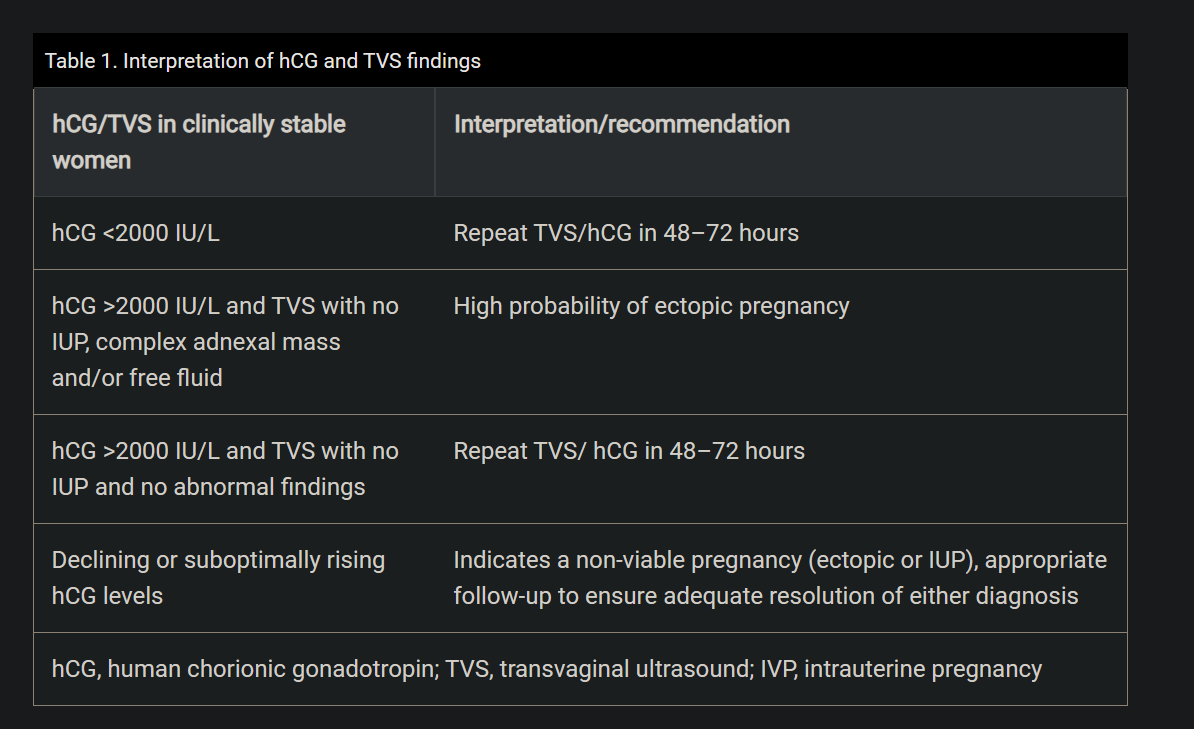 Table 1. Interpretation of hCG and TVS findings
hCG/TVS in clinically stable
women
Interpretation/recommendation
hCG <2000 IU/L
Repeat TVS/hCG in 48–72 hours
hCG >2000 IU/L and TVS with no
IUP, complex adnexal mass
and/or free fluid
High probability of ectopic pregnancy
hCG >2000 IU/L and TVS with no
IUP and no abnormal findings
Repeat TVS/ hCG in 48–72 hours
Declining or suboptimally rising
hCG levels
Indicates a non-viable pregnancy (ectopic or IUP), appropriate
follow-up to ensure adequate resolution of either diagnosis
hCG, human chorionic gonadotropin; TVS, transvaginal ultrasound; IVP, intrauterine pregnancy